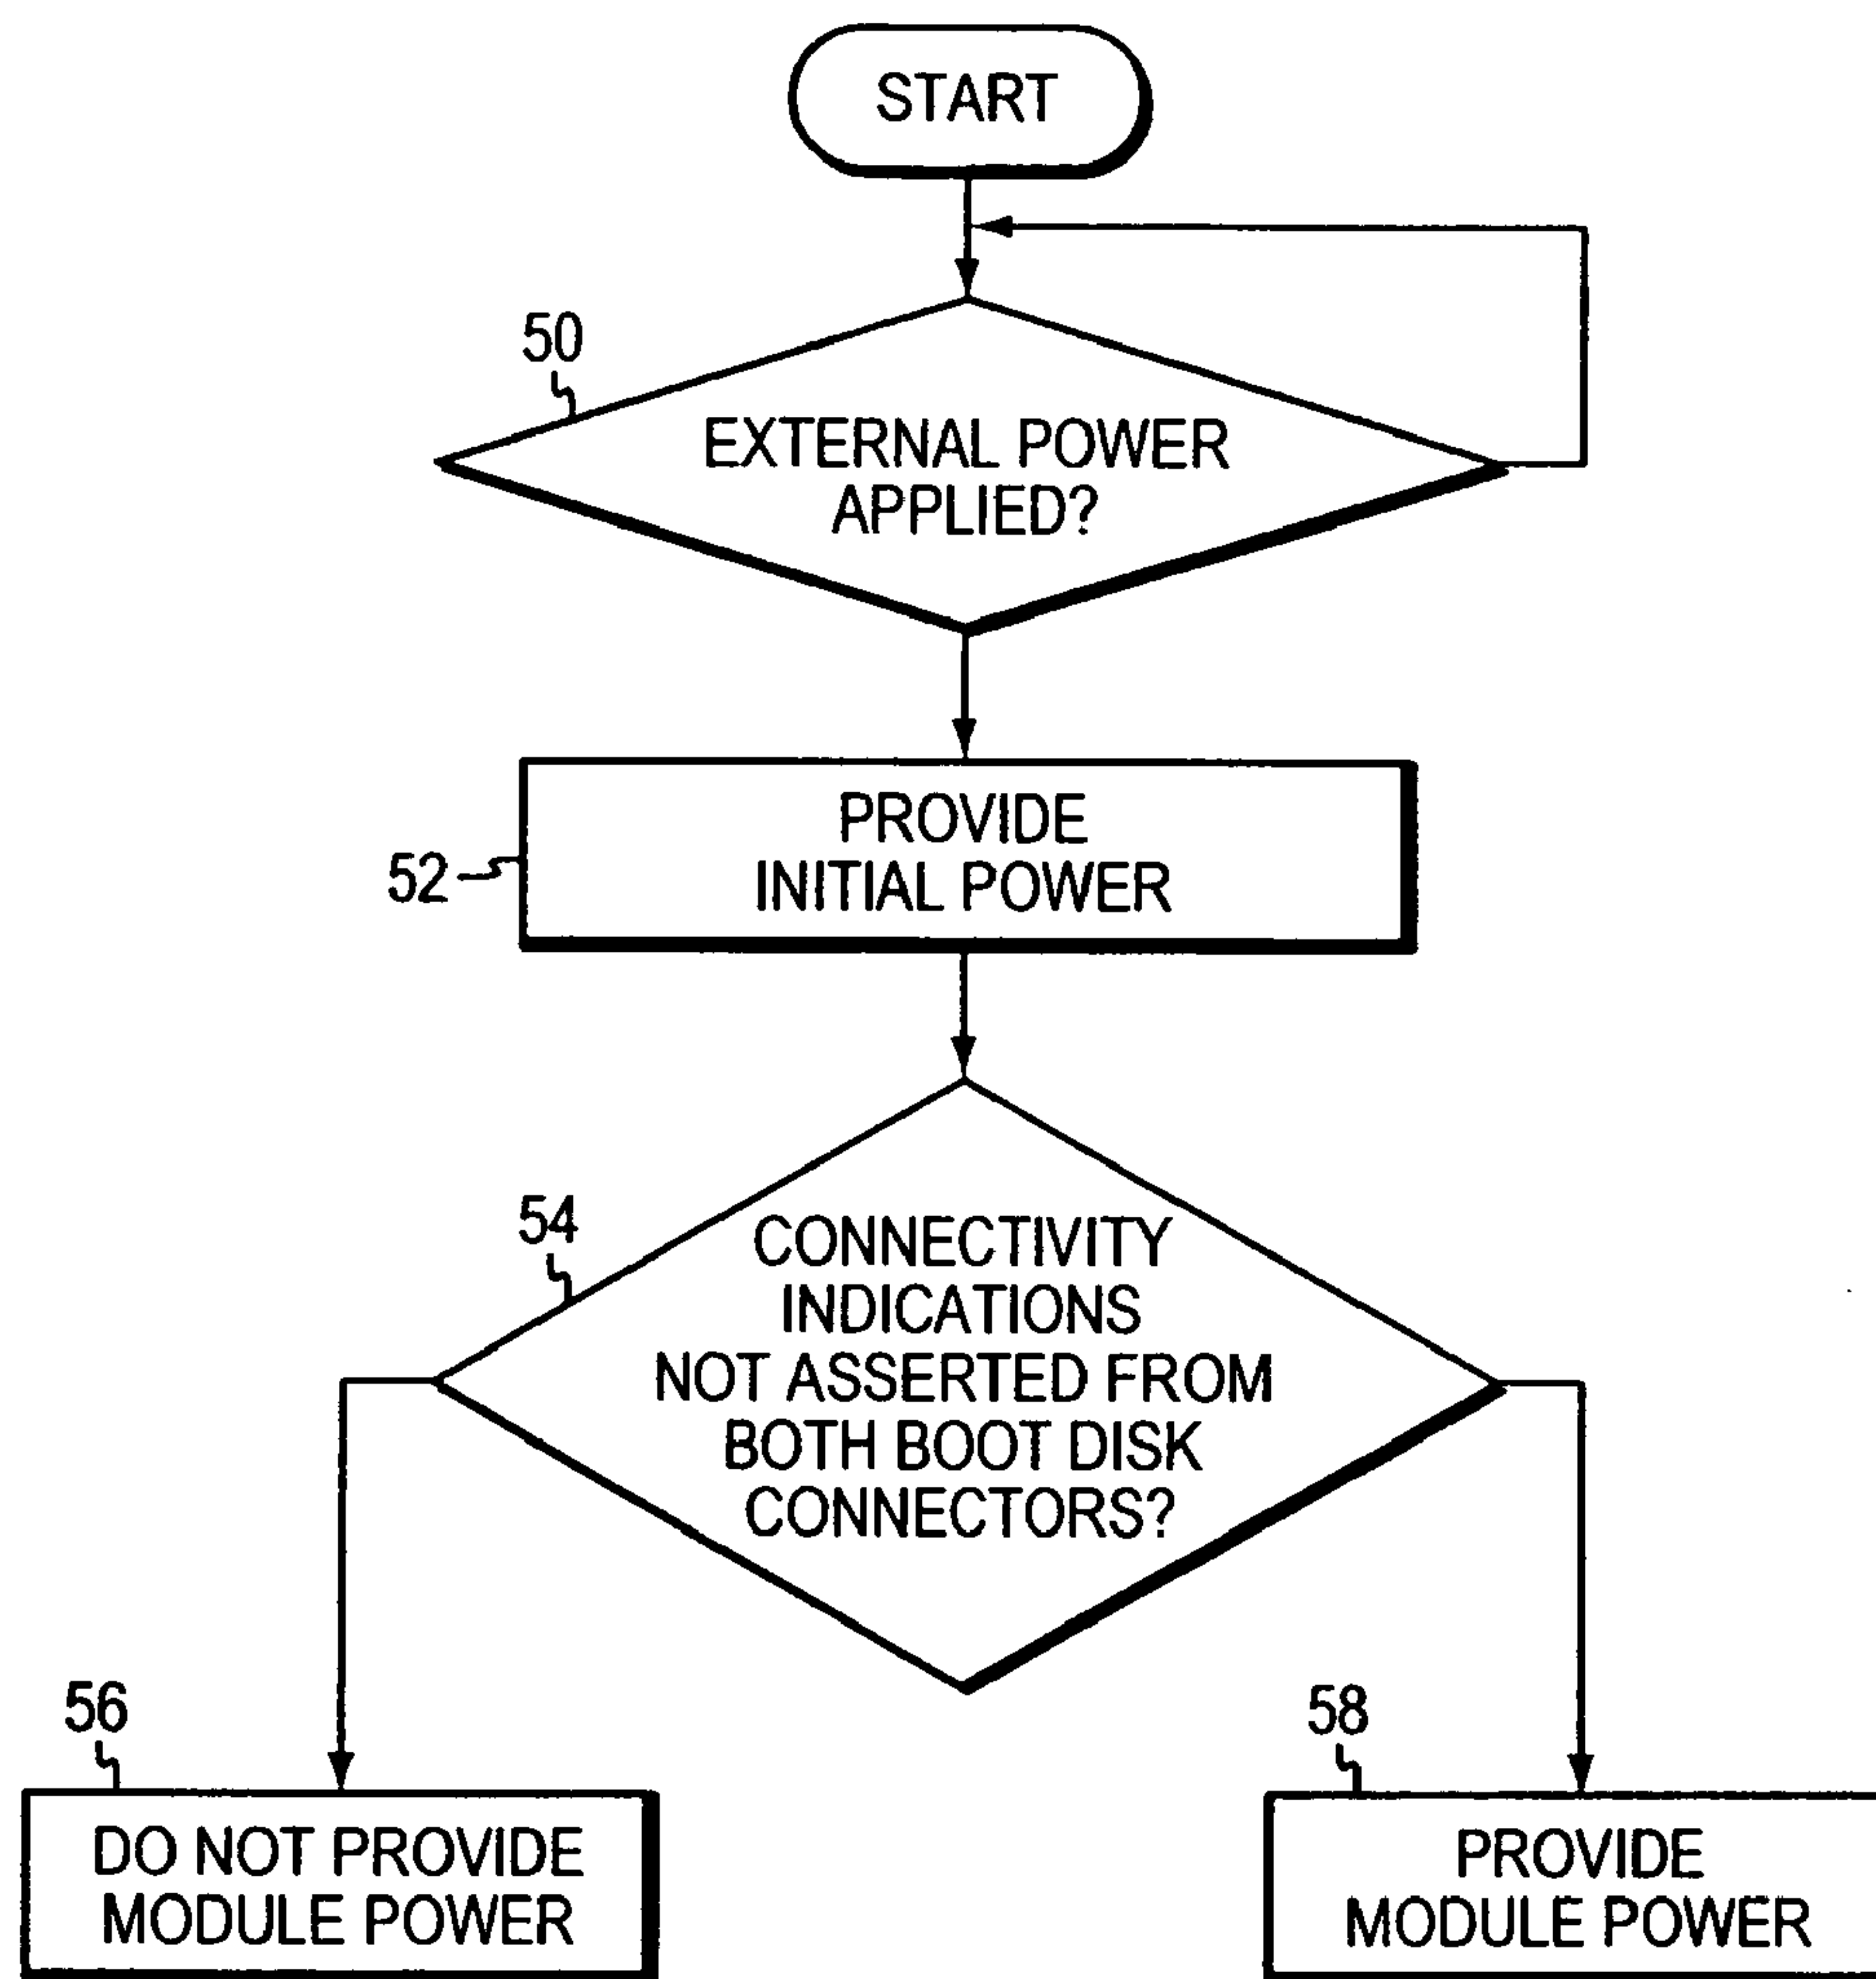 START
50
EXTERNAL POWER
APPLIED?
PROVIDE
INITIAL POWER
52
54
CONNECTIVITY
INDICATIONS
NOT ASSERTED FROM
BOTH BOOT DISK
CONNECTORS?
56
DO NOT PROVIDE
MODULE POWER
58
PROVIDE
MODULE POWER